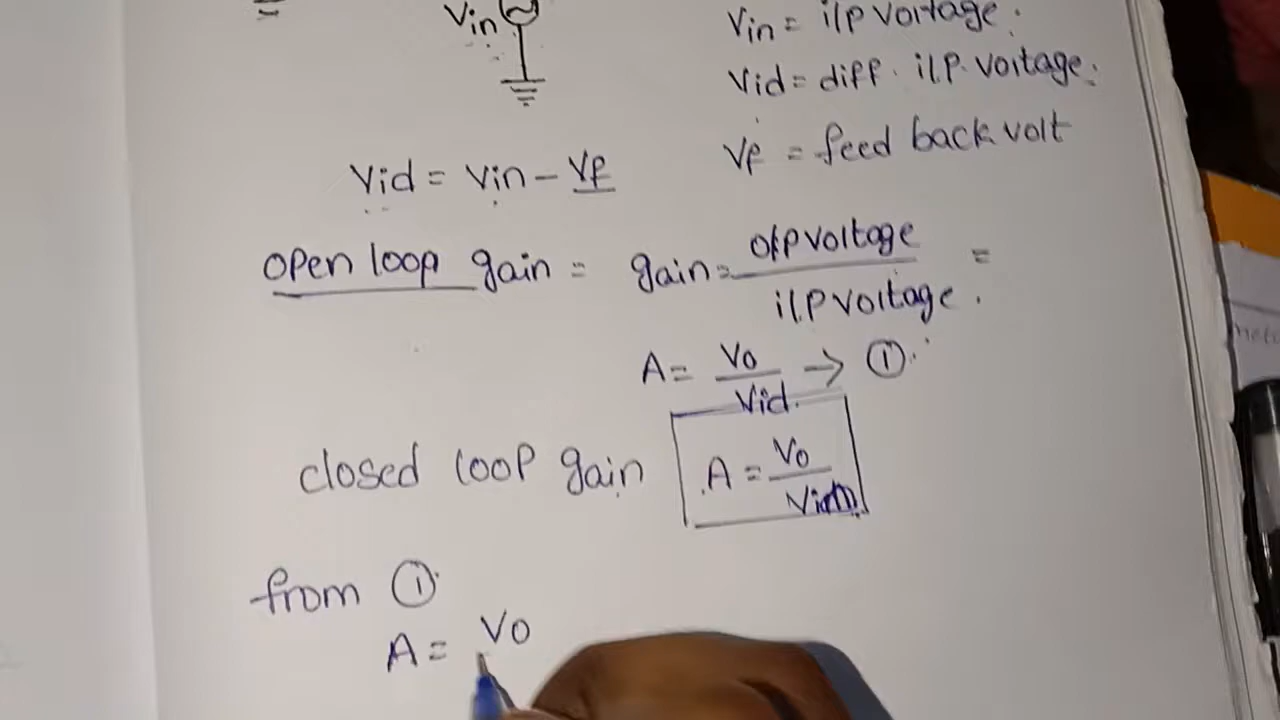 Vin
Vin = i/p voltage.
Vid = diff. i/p. voltage.
Vf = feed back volt
Vid = Vin - Vf
open loop gain = gain = o/p voltage / i/p voltage. =
A = Vo / Vid. → ①
closed loop gain A = Vo
from ①
A = Vo